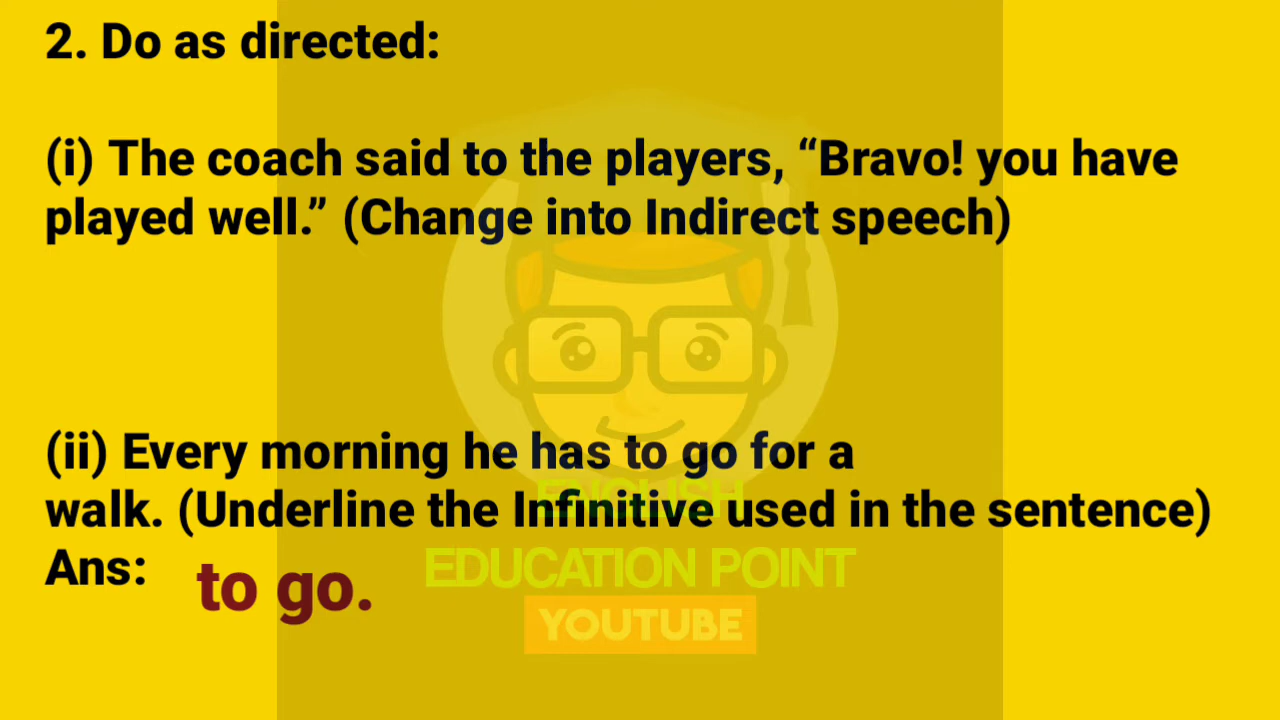 2. Do as directed:
(i) The coach said to the players, “Bravo! you have
played well.” (Change into Indirect speech)
(ii) Every morning he has to go for a
walk. (Underline the Infinitive used in the sentence)
Ans: to go.
ENGLISH
EDUCATION POINT
YOUTUBE